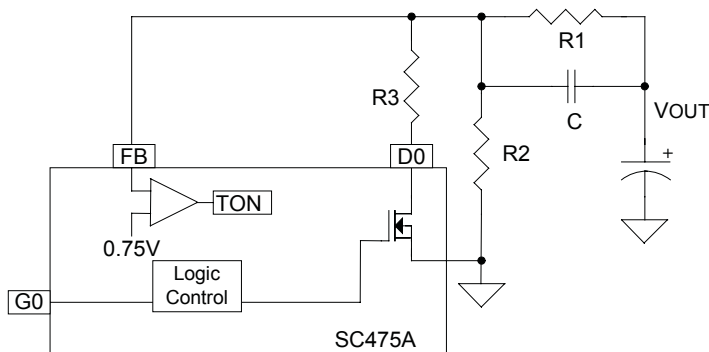 R1
R3
C
VOUT
R2
+
FB
D0
TON
0.75V
Logic
Control
G0
SC475A